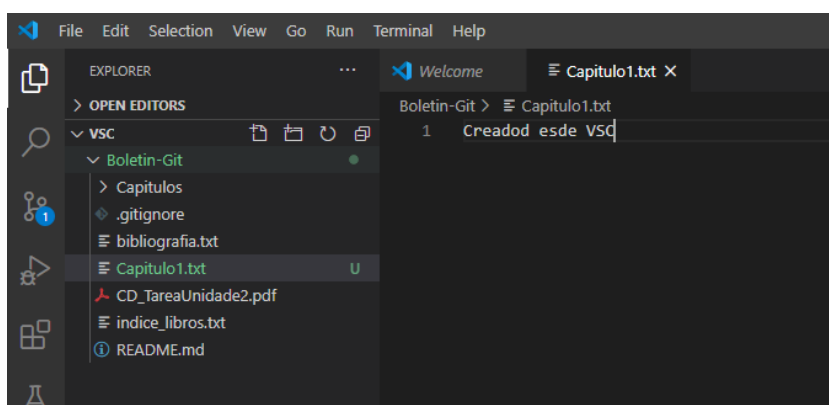 File Edit Selection View Go Run Terminal Help
EXPLORER ···
Welcome
Capitulo1.txt
> OPEN EDITORS
Boletin-Git > Capitulo1.txt
VSC
1 Creadod esde VSC
Boletin-Git
> Capitulos
.gitignore
1
bibliografia.txt
Capitulo1.txt U
CD_TareaUnidade2.pdf
indice_libros.txt
README.md